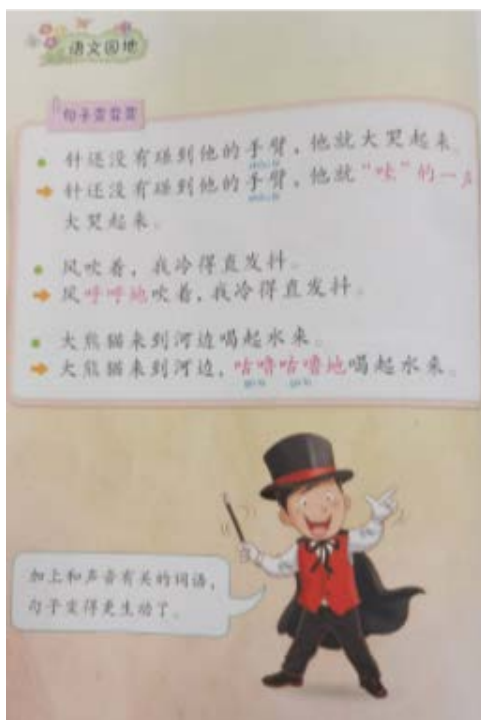 语文园地
句子变变变
针还没有碰到他的手臂，他就大哭起来。
针还没有碰到他的手臂，他就“哇”的一声
大哭起来。
风吹着，我冷得直发抖。
风呼呼地吹着，我冷得直发抖。
大熊猫来到河边喝起水来。
大熊猫来到河边，咕噜咕噜地喝起水来。
加上和声音有关的词语，
句子变得更生动了。